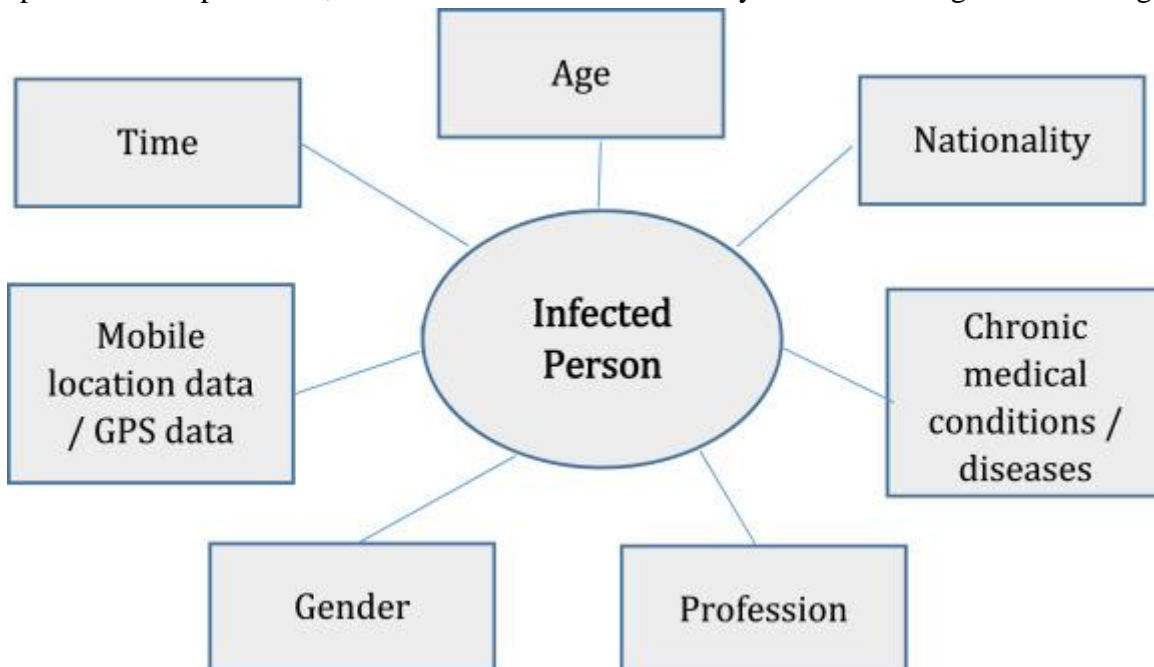 Age
Time
Nationality
Infected
Person
Mobile
location data
/ GPS data
Chronic
medical
conditions /
diseases
Gender
Profession